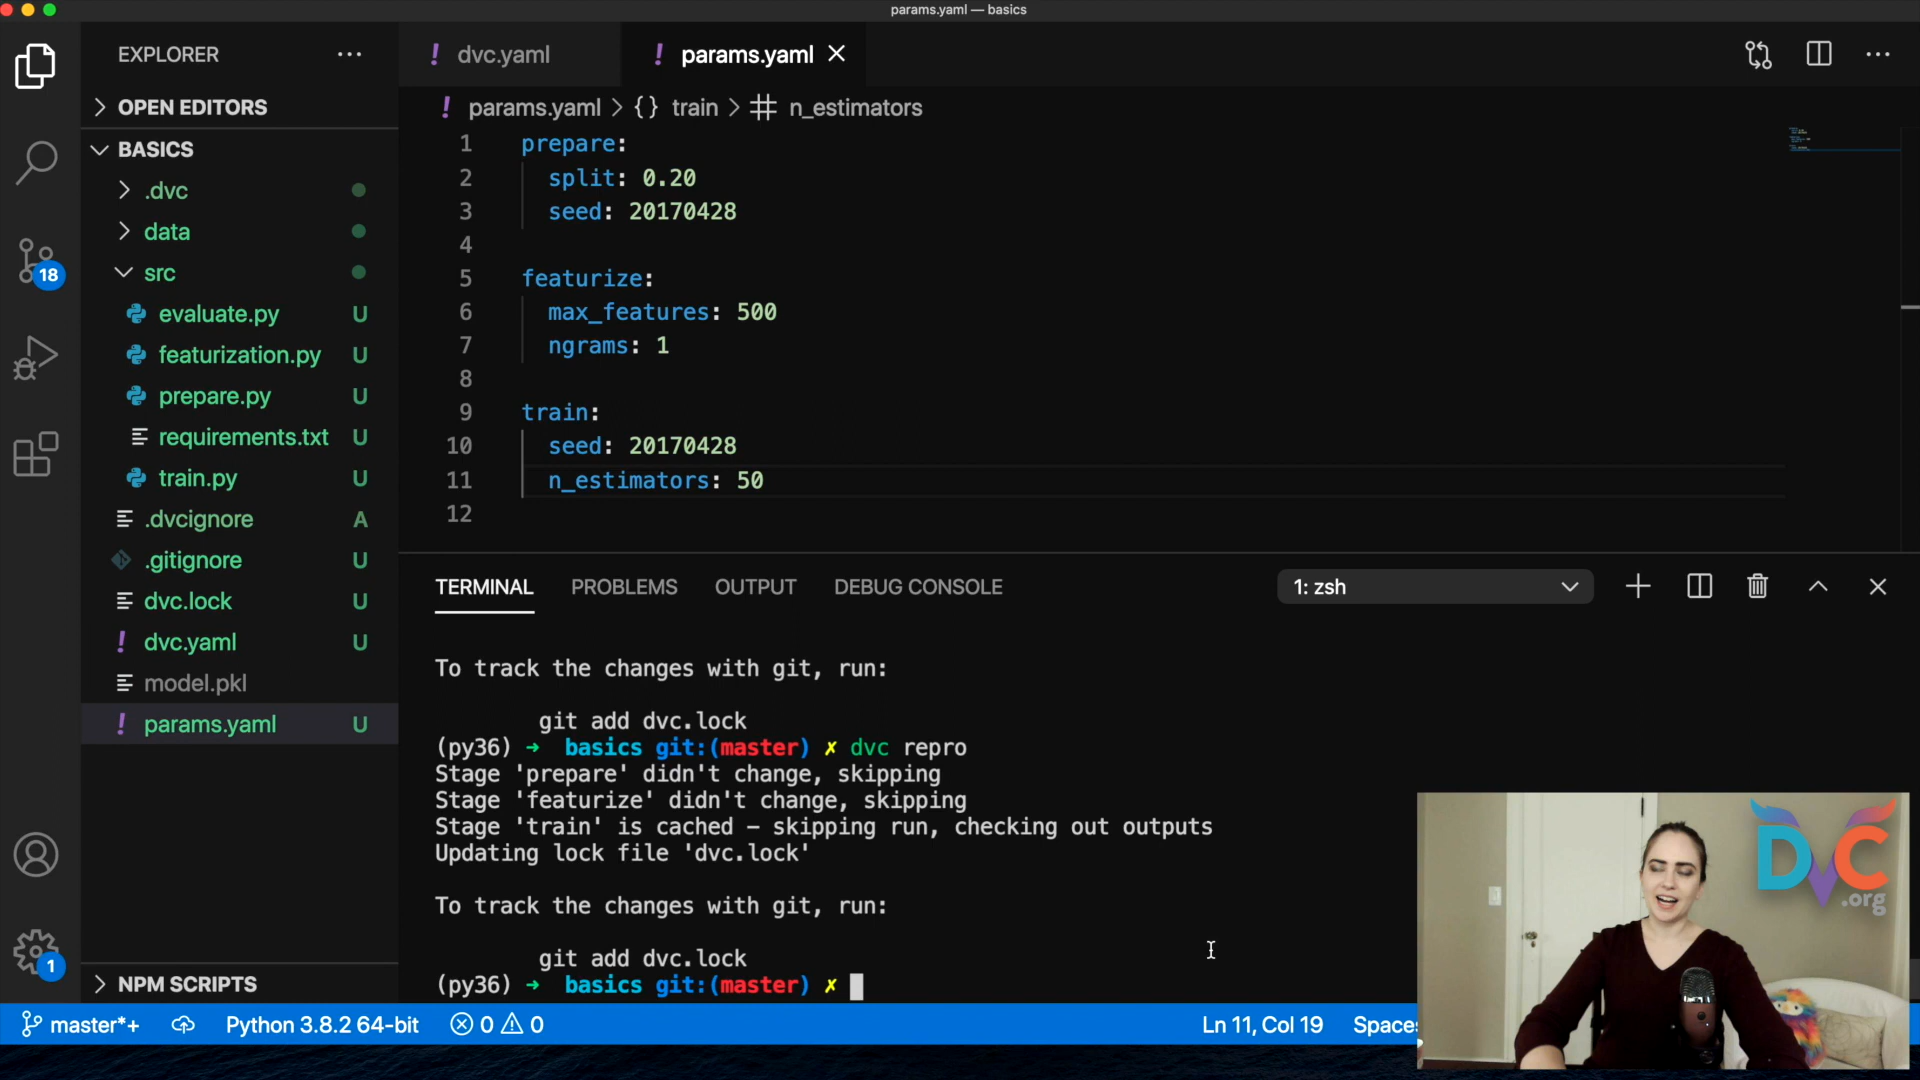 params.yaml — basics
EXPLORER
dvc.yaml
params.yaml
OPEN EDITORS
params.yaml > {} train > # n_estimators
BASICS
.dvc
data
src
evaluate.py U
featurization.py U
prepare.py U
requirements.txt U
train.py U
.dvcignore A
.gitignore U
dvc.lock U
dvc.yaml U
model.pkl
params.yaml U
NPM SCRIPTS
18
1
1 prepare:
2 split: 0.20
3 seed: 20170428
4
5 featurize:
6 max_features: 500
7 ngrams: 1
8
9 train:
10 seed: 20170428
11 n_estimators: 50
12
TERMINAL PROBLEMS OUTPUT DEBUG CONSOLE 1: zsh
To track the changes with git, run:
git add dvc.lock
(py36) ➜ basics git:(master) ✗ dvc repro
Stage 'prepare' didn't change, skipping
Stage 'featurize' didn't change, skipping
Stage 'train' is cached – skipping run, checking out outputs
Updating lock file 'dvc.lock'
To track the changes with git, run:
git add dvc.lock
(py36) ➜ basics git:(master) ✗
DVC
.org
master*+ Python 3.8.2 64-bit 0 0 Ln 11, Col 19 Spaces